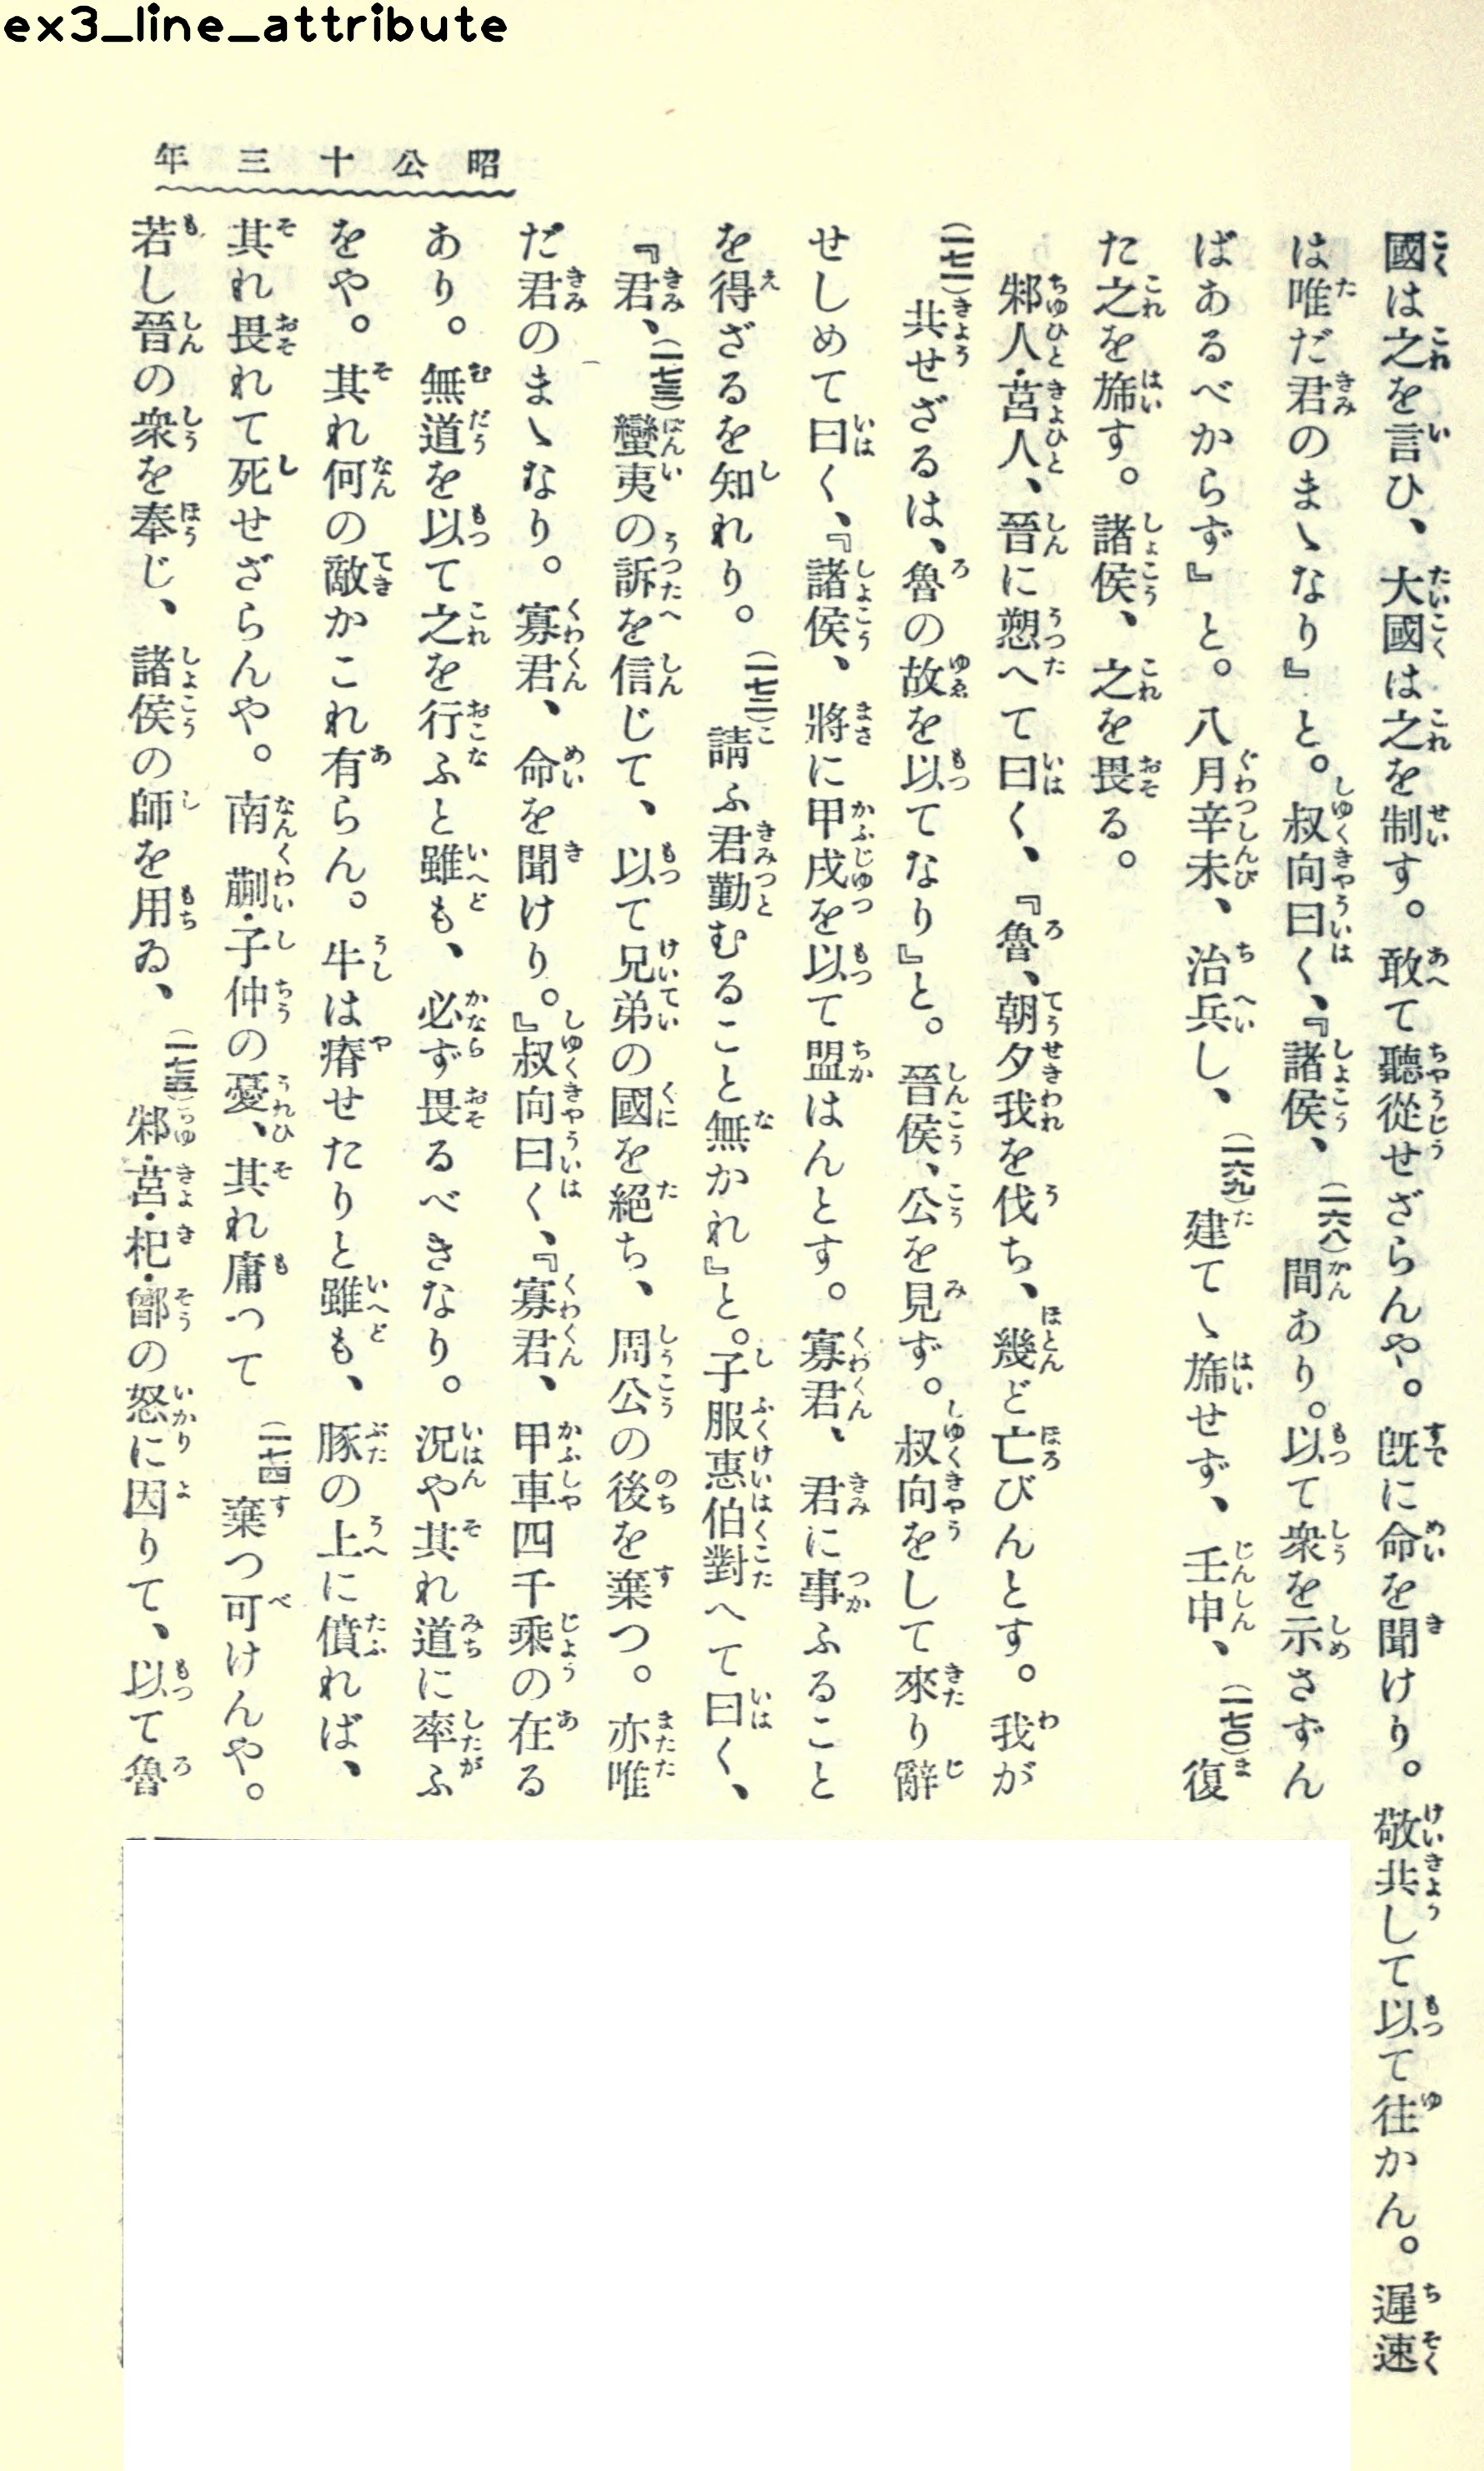 ex3_line_attribute
昭公十三年
國は之を言ひ、大國は之を制す。敢て聽從せざらんや。既に命を聞けり。敬共して以て往かん。遲速
は唯だ君のまゝなり』と。叔向曰く、『諸侯、(一六八)間あり。以て衆を示さずん
ばあるべからず』と。八月辛未、治兵し、(一六九)建てゝ旆せず、壬申、(一七〇)復
た之を旆す。諸侯、之を畏る。
邾人・莒人、晉に愬へて曰く、『魯、朝夕我を伐ち、幾ど亡びんとす。我が
(一七一)共せざるは、魯の故を以てなり』と。晉侯、公を見ず。叔向をして來り辭
せしめて曰く、『諸侯、將に甲戌を以て盟はんとす。寡君、君に事ふること
を得ざるを知れり。(一七二)請ふ君勤むること無かれ』と。子服惠伯對へて曰く、
『君、(一七三)蠻夷の訴を信じて、以て兄弟の國を絕ち、周公の後を棄つ。亦唯
だ君のまゝなり。寡君、命を聞けり。』叔向曰く、『寡君、甲車四千乘の在る
あり。無道を以て之を行ふと雖も、必ず畏るべきなり。況や其れ道に率ふ
をや。其れ何の敵かこれ有らん。牛は瘠せたりと雖も、豚の上に僨れば、
其れ畏れて死せざらんや。南蒯・子仲の憂、其れ庸つて(一七四)棄つ可けんや。
若し晉の衆を奉じ、諸侯の師を用ゐ、(一七五)邾・莒・杞・鄫の怒に因りて、以て魯